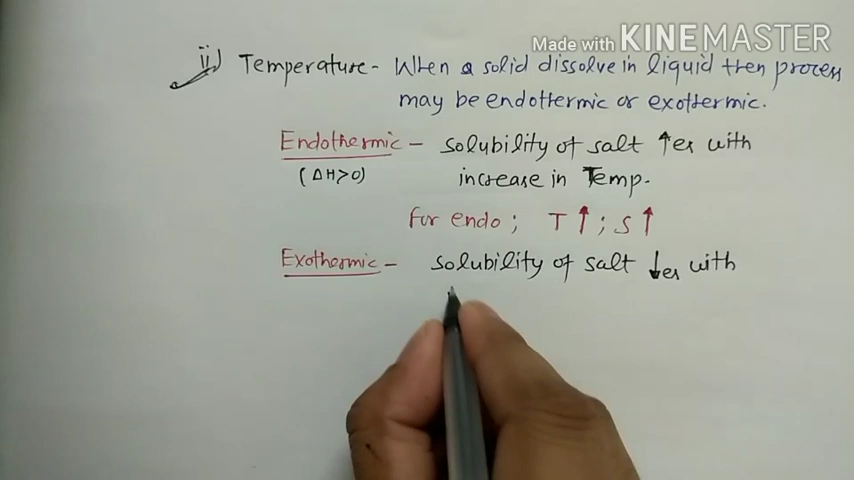 Made with KINEMASTER
ii) Temperature - When a solid dissolve in liquid then process
may be endothermic or exothermic.
Endothermic - solubility of salt ↑es with
(ΔH>0) increase in Temp.
for endo ; T ↑ ; S ↑
Exothermic - solubility of salt ↓es with